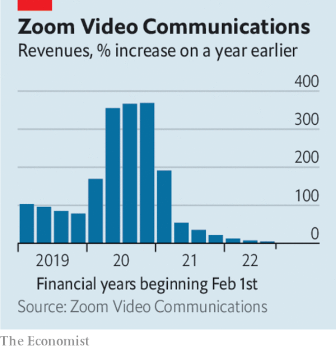 Zoom Video Communications
Revenues, % increase on a year earlier
400
300
200
100
0
2019 20 21 22
Financial years beginning Feb 1st
Source: Zoom Video Communications
The Economist